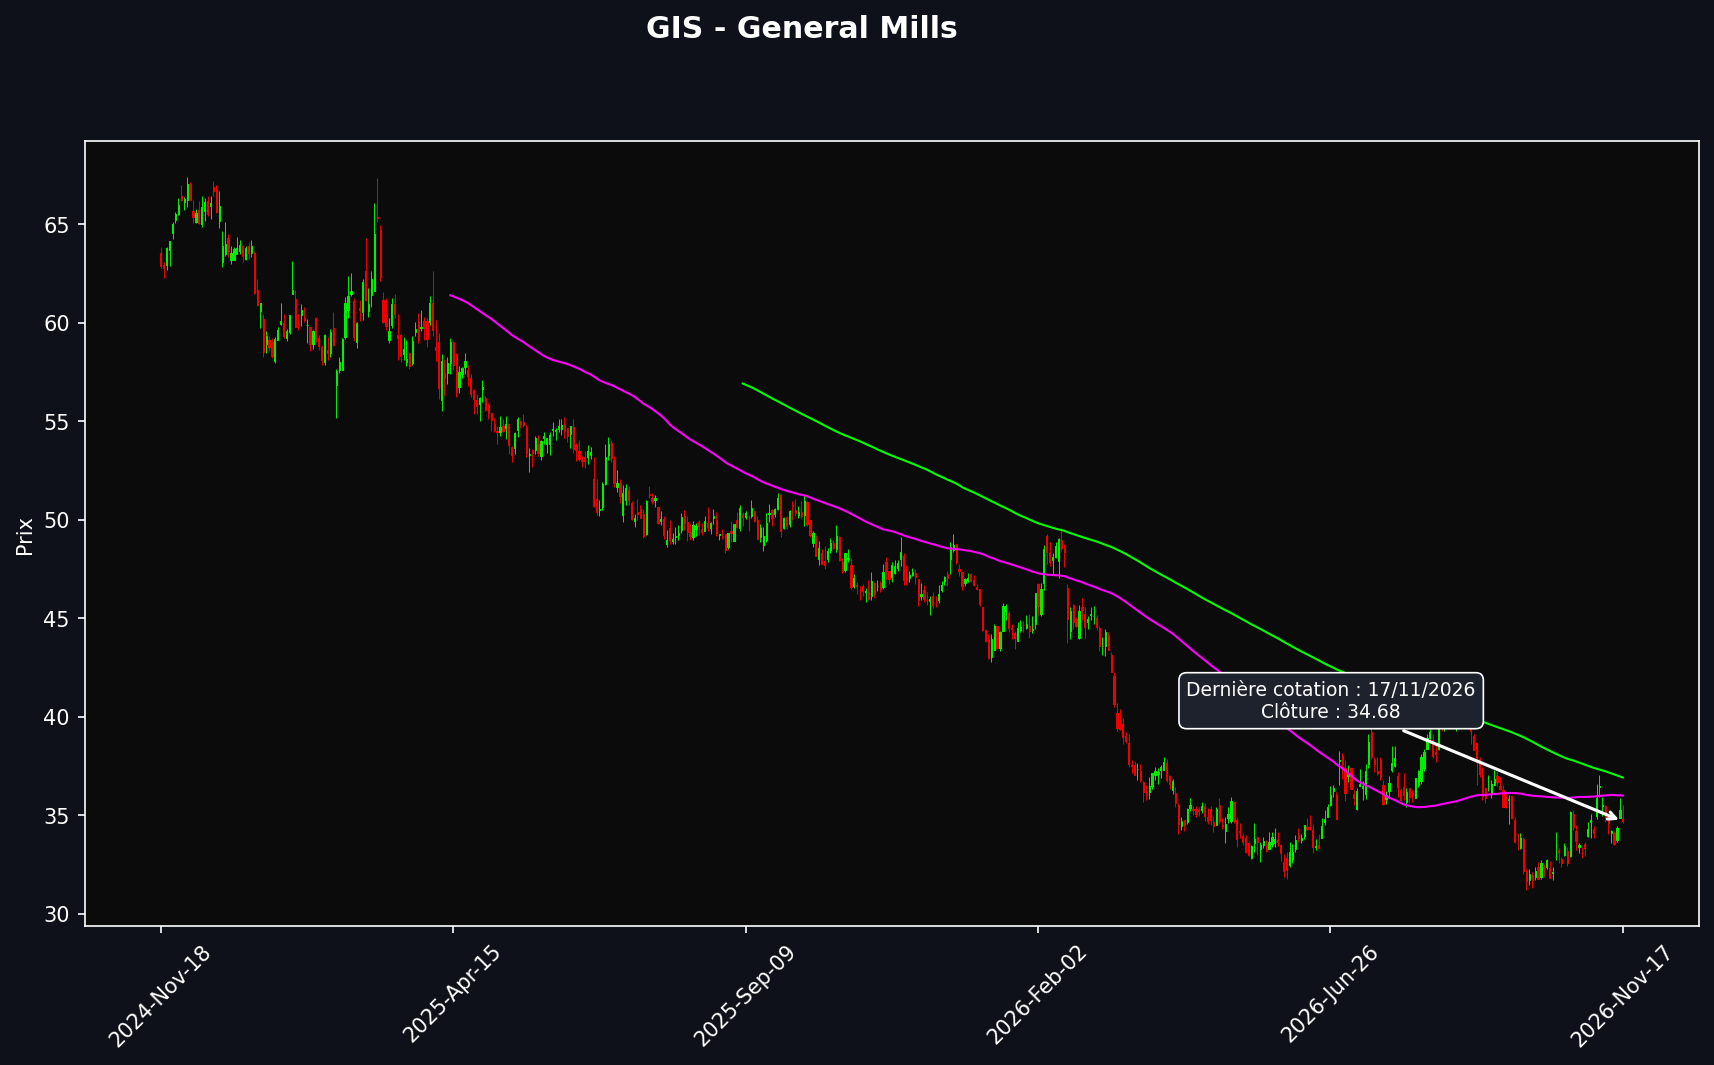 GIS - General Mills
Prix
65
60
55
50
45
40
35
30
Dernière cotation : 17/11/2026
Clôture : 34.68
2024-Nov-18
2025-Apr-15
2025-Sep-09
2026-Feb-02
2026-Jun-26
2026-Nov-17